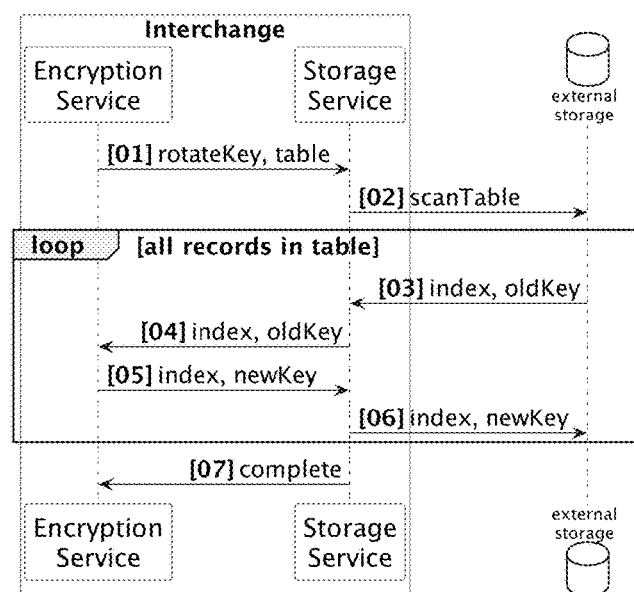 Interchange
Encryption
Service
Storage
Service
external
storage
[01] rotateKey, table
[02] scanTable
loop [all records in table]
[03] index, oldKey
[04] index, oldKey
[05] index, newKey
[06] index, newKey
[07] complete
Encryption
Service
Storage
Service
external
storage